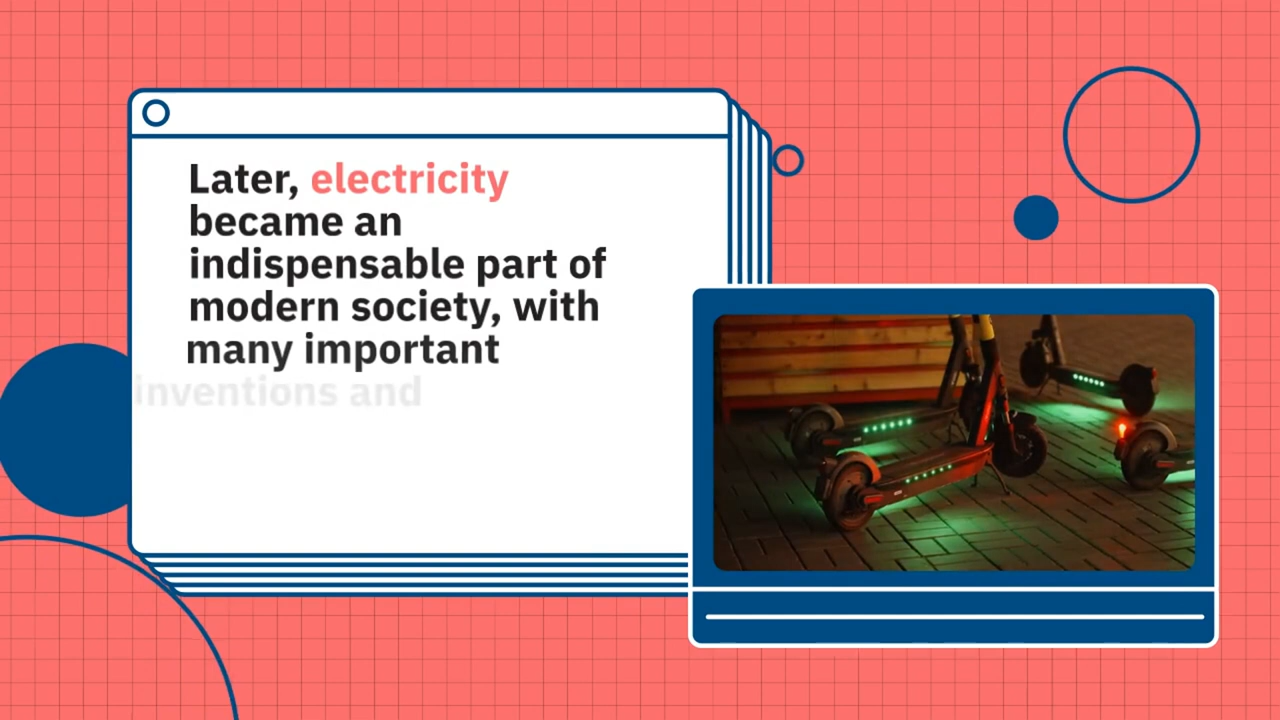 Later, electricity
became an
indispensable part of
modern society, with
many important
inventions and